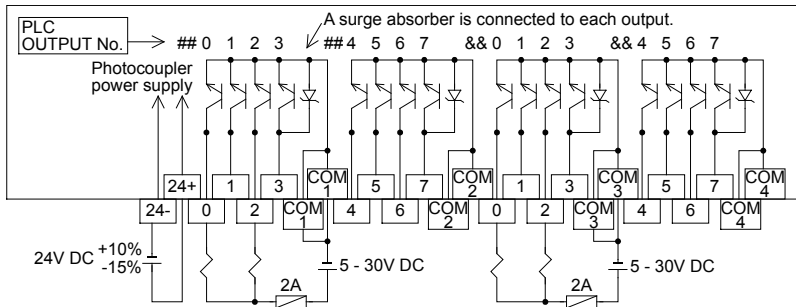 PLC
OUTPUT No.
A surge absorber is connected to each output.
## 0 1 2 3 ## 4 5 6 7 && 0 1 2 3 && 4 5 6 7
Photocoupler
power supply
24+ 1 3 COM 1 5 7 COM 2 1 3 COM 3 5 7 COM 4
24- 0 2 COM 1 4 6 COM 2 0 2 COM 3 4 6 COM 4
24V DC +10% -15%
5 - 30V DC 5 - 30V DC
2A 2A